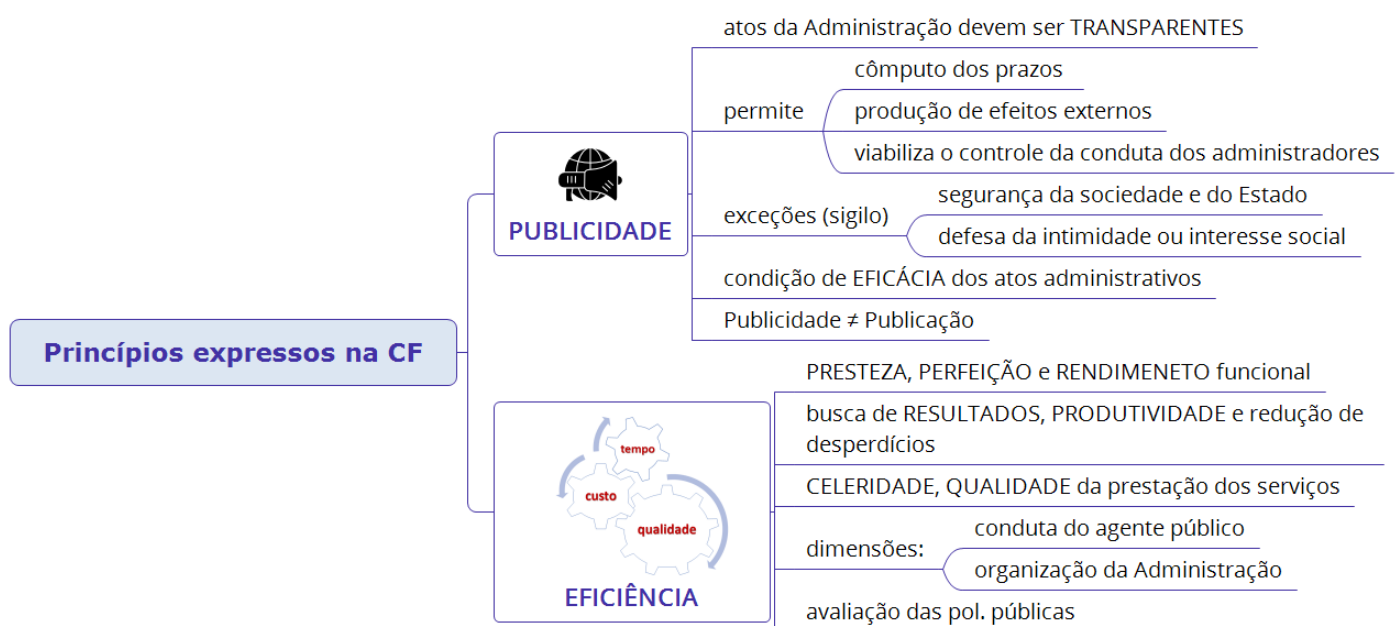 Princípios expressos na CF
PUBLICIDADE
atos da Administração devem ser TRANSPARENTES
permite
cômputo dos prazos
produção de efeitos externos
viabiliza o controle da conduta dos administradores
exceções (sigilo)
segurança da sociedade e do Estado
defesa da intimidade ou interesse social
condição de EFICÁCIA dos atos administrativos
Publicidade ≠ Publicação
tempo
custo
qualidade
EFICIÊNCIA
PRESTEZA, PERFEIÇÃO e RENDIMENETO funcional
busca de RESULTADOS, PRODUTIVIDADE e redução de
desperdícios
CELERIDADE, QUALIDADE da prestação dos serviços
dimensões:
conduta do agente público
organização da Administração
avaliação das pol. públicas